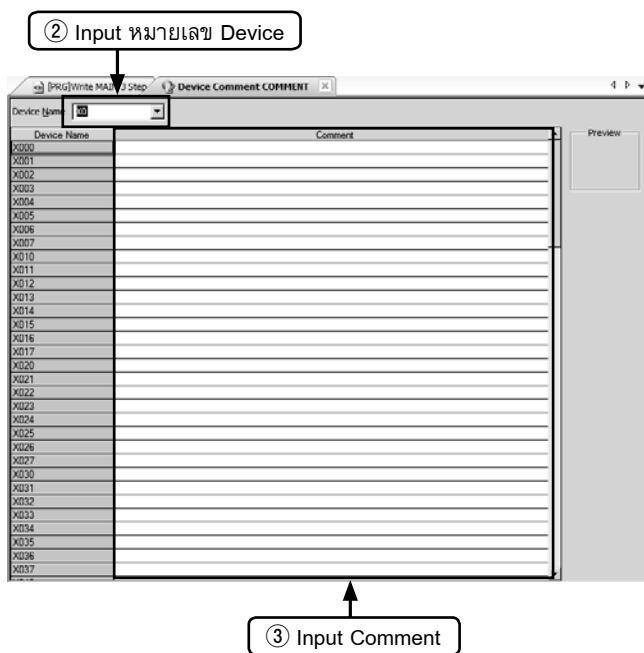 ② Input หมายเลข Device
[PRG]Write MAI
Step
Device Comment COMMENT
Device Name
X0
Device Name
Comment
Preview
X000
X001
X002
X003
X004
X005
X006
X007
X010
X011
X012
X013
X014
X015
X016
X017
X020
X021
X022
X023
X024
X025
X026
X027
X030
X031
X032
X033
X034
X035
X036
X037
③ Input Comment